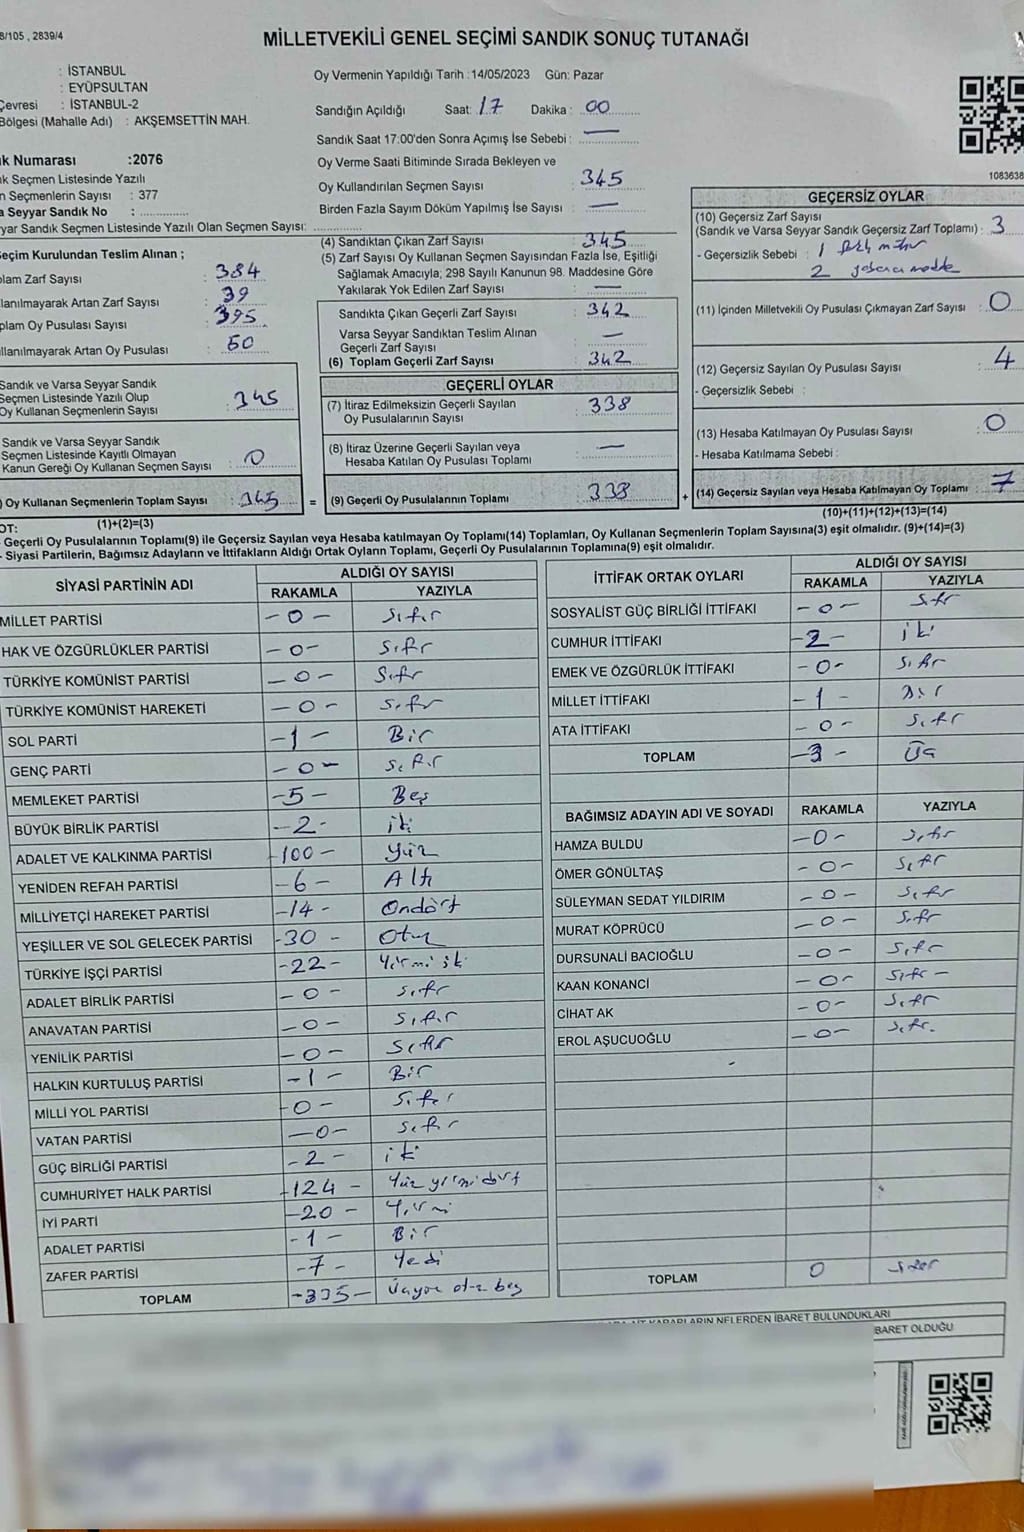 8/105 , 2839/4
MİLLETVEKİLİ GENEL SEÇİMİ SANDIK SONUÇ TUTANAĞI
: İSTANBUL
: EYÜPSULTAN
Çevresi : İSTANBUL-2
Bölgesi (Mahalle Adı) : AKŞEMSETTİN MAH.
Numarası :2076
Seçmen Listesinde Yazılı
Seçmenlerin Sayısı : 377
Seyyar Sandık No : ..............
Sandık Seçmen Listesinde Yazılı Olan Seçmen Sayısı: ..............
Seçim Kurulundan Teslim Alınan ;
Zarf Sayısı : 384
Artan Zarf Sayısı : 39
Oy Pusulası Sayısı : 395
Artan Oy Pusulası : 60
Sandık ve Varsa Seyyar Sandık
Seçmen Listesinde Yazılı Olup
Oy Kullanan Seçmenlerin Sayısı : 345
Sandık ve Varsa Seyyar Sandık
Seçmen Listesinde Kayıtlı Olmayan
Kanun Gereği Oy Kullanan Seçmen Sayısı : 0
) Oy Kullanan Seçmenlerin Toplam Sayısı : 345
(1)+(2)=(3)
Oy Vermenin Yapıldığı Tarih :14/05/2023 Gün: Pazar
Sandığın Açıldığı Saat: 17 Dakika : 00
Sandık Saat 17:00'den Sonra Açımış İse Sebebi : —
Oy Verme Saati Bitiminde Sırada Bekleyen ve
Oy Kullandırılan Seçmen Sayısı : 345
Birden Fazla Sayım Döküm Yapılmış İse Sayısı : —
(4) Sandıktan Çıkan Zarf Sayısı : 345
(5) Zarf Sayısı Oy Kullanan Seçmen Sayısından Fazla İse, Eşitliği
Sağlamak Amacıyla; 298 Sayılı Kanunun 98. Maddesine Göre
Yakılarak Yok Edilen Zarf Sayısı : —
Sandıkta Çıkan Geçerli Zarf Sayısı : 342
Varsa Seyyar Sandıktan Teslim Alınan
Geçerli Zarf Sayısı : —
(6) Toplam Geçerli Zarf Sayısı : 342
GEÇERLİ OYLAR
(7) İtiraz Edilmeksizin Geçerli Sayılan
Oy Pusulalarının Sayısı : 338
(8) İtiraz Üzerine Geçerli Sayılan veya
Hesaba Katılan Oy Pusulası Toplamı : —
= (9) Geçerli Oy Pusulalarının Toplamı : 338
1083636
GEÇERSİZ OYLAR
(10) Geçersiz Zarf Sayısı
(Sandık ve Varsa Seyyar Sandık Geçersiz Zarf Toplamı) : 3
- Geçersizlik Sebebi : 1
2 yabancı madde
(11) İçinden Milletvekili Oy Pusulası Çıkmayan Zarf Sayısı : 0
(12) Geçersiz Sayılan Oy Pusulası Sayısı : 4
- Geçersizlik Sebebi :
(13) Hesaba Katılmayan Oy Pusulası Sayısı : 0
- Hesaba Katılmama Sebebi :
+ (14) Geçersiz Sayılan veya Hesaba Katılmayan Oy Toplamı : 7
(10)+(11)+(12)+(13)=(14)
OT:
- Geçerli Oy Pusulalarının Toplamı(9) ile Geçersiz Sayılan veya Hesaba katılmayan Oy Toplamı(14) Toplamları, Oy Kullanan Seçmenlerin Toplam Sayısına(3) eşit olmalıdır. (9)+(14)=(3)
- Siyasi Partilerin, Bağımsız Adayların ve İttifakların Aldığı Ortak Oyların Toplamı, Geçerli Oy Pusulalarının Toplamına(9) eşit olmalıdır.
SİYASİ PARTİNİN ADI ALDIĞI OY SAYISI
RAKAMLA YAZIYLA
MİLLET PARTİSİ -0- Sıfır
HAK VE ÖZGÜRLÜKLER PARTİSİ -0- Sıfır
TÜRKİYE KOMÜNİST PARTİSİ -0- Sıfır
TÜRKİYE KOMÜNİST HAREKETİ -0- Sıfır
SOL PARTİ -1- Bir
GENÇ PARTİ -0- Sıfır
MEMLEKET PARTİSİ -5- Beş
BÜYÜK BİRLİK PARTİSİ -2- iki
ADALET VE KALKINMA PARTİSİ -100- Yüz
YENİDEN REFAH PARTİSİ -6- Altı
MİLLİYETÇİ HAREKET PARTİSİ -14- Ondört
YEŞİLLER VE SOL GELECEK PARTİSİ -30- Otuz
TÜRKİYE İŞÇİ PARTİSİ -22- Yirmi iki
ADALET BİRLİK PARTİSİ -0- Sıfır
ANAVATAN PARTİSİ -0- Sıfır
YENİLİK PARTİSİ -0- Sıfır
HALKIN KURTULUŞ PARTİSİ -1- Bir
MİLLİ YOL PARTİSİ -0- Sıfır
VATAN PARTİSİ -0- Sıfır
GÜÇ BİRLİĞİ PARTİSİ -2- iki
CUMHURİYET HALK PARTİSİ -124- Yüz yirmi dört
İYİ PARTİ -20- Yirmi
ADALET PARTİSİ -1- Bir
ZAFER PARTİSİ -7- Yedi
TOPLAM -335- Üçyüz otuz beş
İTTİFAK ORTAK OYLARI ALDIĞI OY SAYISI
RAKAMLA YAZIYLA
SOSYALİST GÜÇ BİRLİĞİ İTTİFAKI -0- Sıfır
CUMHUR İTTİFAKI -2- iki
EMEK VE ÖZGÜRLÜK İTTİFAKI -0- Sıfır
MİLLET İTTİFAKI -1- Bir
ATA İTTİFAKI -0- Sıfır
TOPLAM -3- Üç
BAĞIMSIZ ADAYIN ADI VE SOYADI RAKAMLA YAZIYLA
HAMZA BULDU -0- Sıfır
ÖMER GÖNÜLTAŞ -0- Sıfır
SÜLEYMAN SEDAT YILDIRIM -0- Sıfır
MURAT KÖPRÜCÜ -0- Sıfır
DURSUNALİ BACIOĞLU -0- Sıfır
KAAN KONANCİ -0- Sıfır -
CİHAT AK -0- Sıfır
EROL AŞUCUOĞLU -0- Sıfır.
TOPLAM 0 Sıfır
KARARLARIN NELERDEN İBARET BULUNDUKLARI
İBARET OLDUĞU